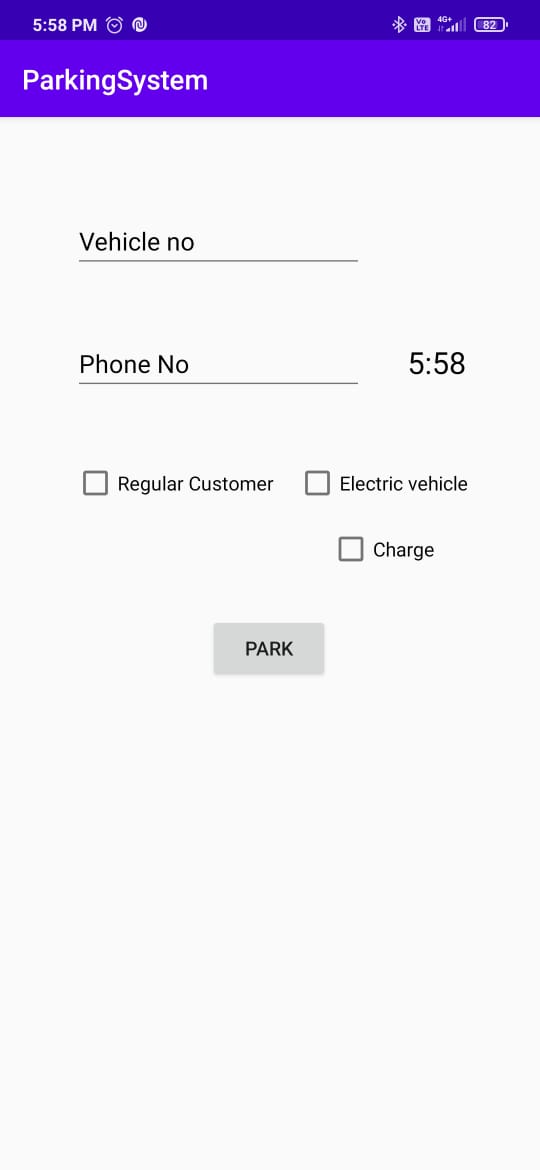 5:58 PM Vo LTE 4G+ 82
ParkingSystem
Vehicle no
Phone No 5:58
Regular Customer Electric vehicle
Charge
PARK